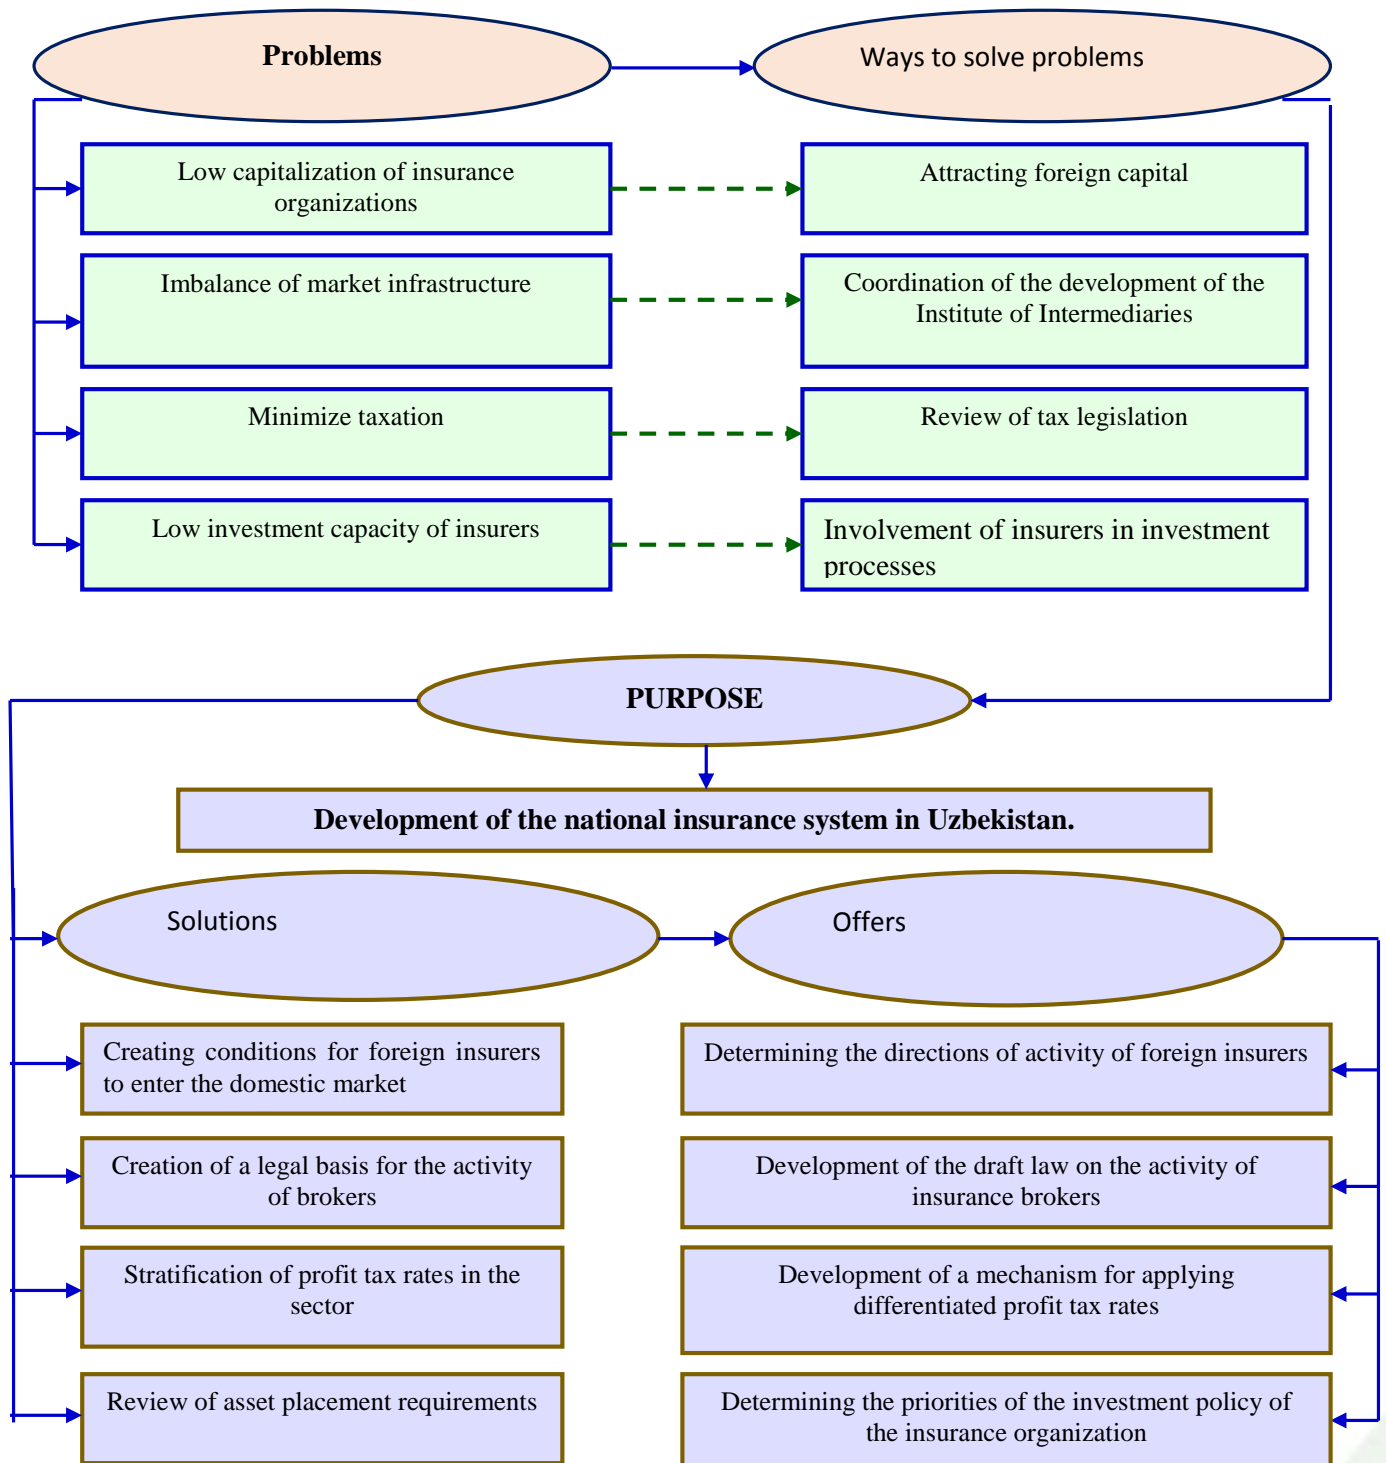 Problems
Ways to solve problems
Low capitalization of insurance
organizations
Attracting foreign capital
Imbalance of market infrastructure
Coordination of the development of the
Institute of Intermediaries
Minimize taxation
Review of tax legislation
Low investment capacity of insurers
Involvement of insurers in investment
processes
PURPOSE
Development of the national insurance system in Uzbekistan.
Solutions
Offers
Creating conditions for foreign insurers
to enter the domestic market
Determining the directions of activity of foreign insurers
Creation of a legal basis for the activity
of brokers
Development of the draft law on the activity of
insurance brokers
Stratification of profit tax rates in the
sector
Development of a mechanism for applying
differentiated profit tax rates
Review of asset placement requirements
Determining the priorities of the investment policy of
the insurance organization